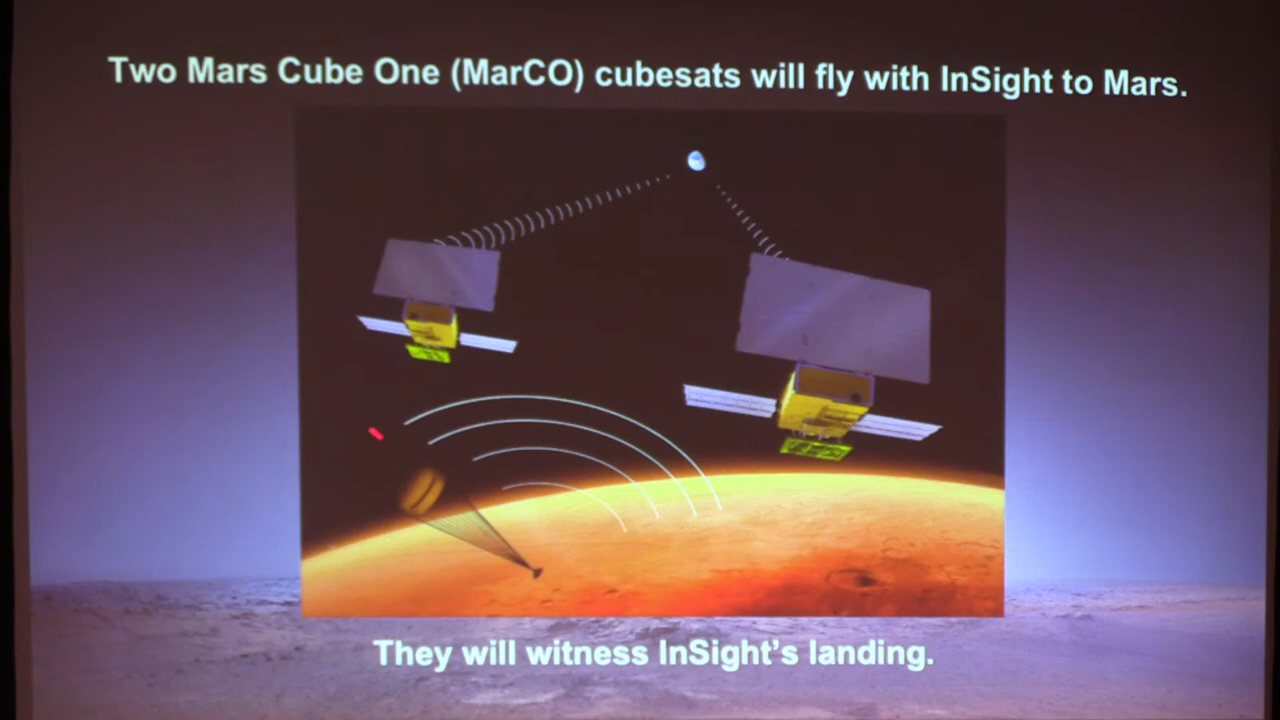 Two Mars Cube One (MarCO) cubesats will fly with InSight to Mars.
They will witness InSight’s landing.